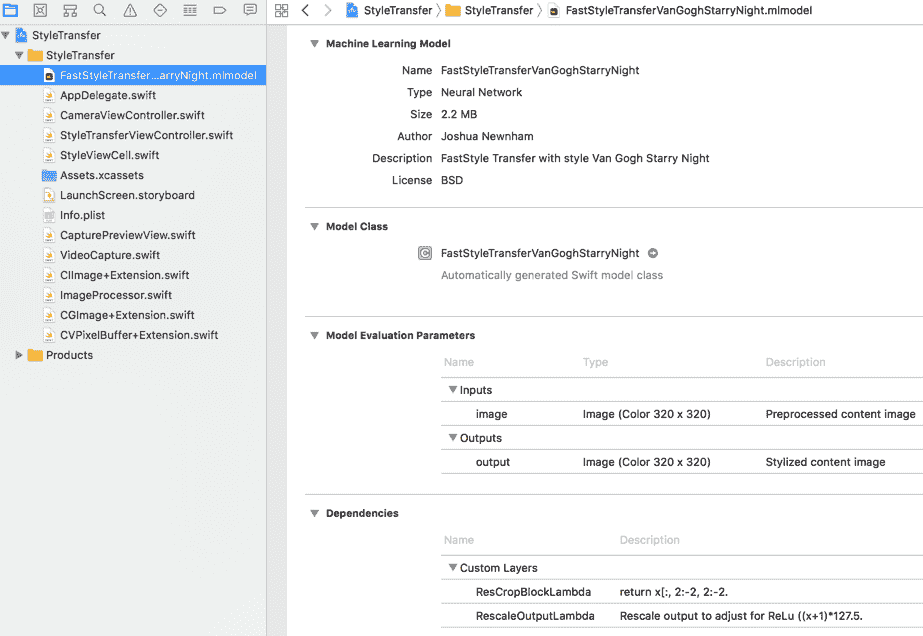 StyleTransfer
StyleTransfer
FastStyleTransferVanGoghStarryNight.mlmodel
StyleTransfer
StyleTransfer
FastStyleTransfer...arryNight.mlmodel
AppDelegate.swift
CameraViewController.swift
StyleTransferViewController.swift
StyleViewCell.swift
Assets.xcassets
LaunchScreen.storyboard
Info.plist
CapturePreviewView.swift
VideoCapture.swift
CIImage+Extension.swift
ImageProcessor.swift
CGImage+Extension.swift
CVPixelBuffer+Extension.swift
Products
Machine Learning Model
Name FastStyleTransferVanGoghStarryNight
Type Neural Network
Size 2.2 MB
Author Joshua Newnham
Description FastStyle Transfer with style Van Gogh Starry Night
License BSD
Model Class
C FastStyleTransferVanGoghStarryNight
Automatically generated Swift model class
Model Evaluation Parameters
Name Type Description
Inputs
image Image (Color 320 x 320) Preprocessed content image
Outputs
output Image (Color 320 x 320) Stylized content image
Dependencies
Name Description
Custom Layers
ResCropBlockLambda return x[:, 2:-2, 2:-2.
RescaleOutputLambda Rescale output to adjust for ReLu ((x+1)*127.5.